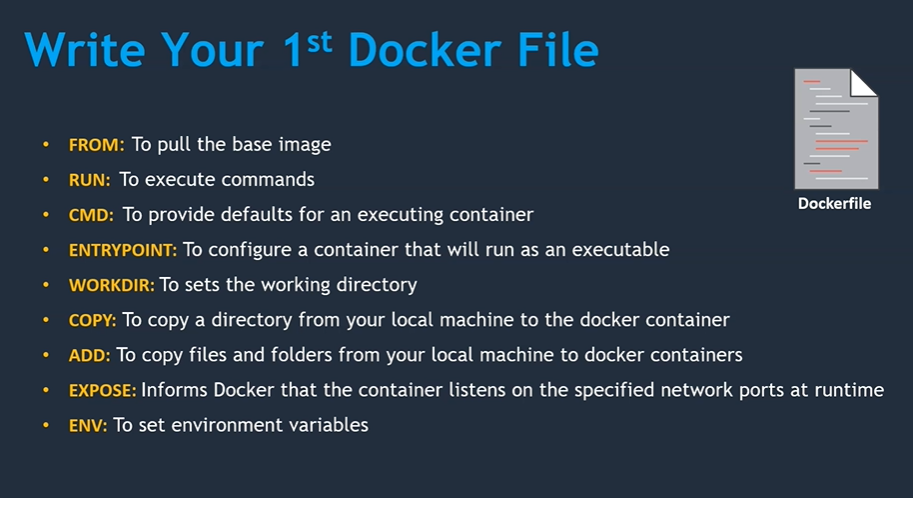 Write Your 1st Docker File
• FROM: To pull the base image
• RUN: To execute commands
• CMD: To provide defaults for an executing container
• ENTRYPOINT: To configure a container that will run as an executable
• WORKDIR: To sets the working directory
• COPY: To copy a directory from your local machine to the docker container
• ADD: To copy files and folders from your local machine to docker containers
• EXPOSE: Informs Docker that the container listens on the specified network ports at runtime
• ENV: To set environment variables
Dockerfile